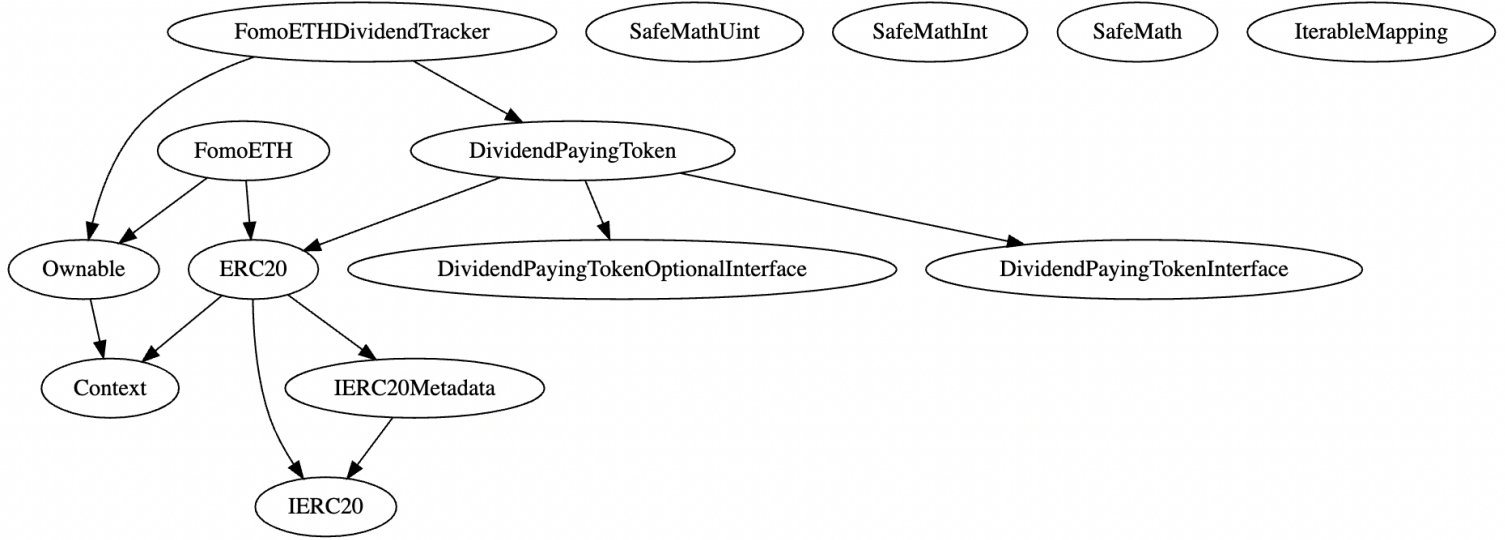 FomoETHDividendTracker
SafeMathUint
SafeMathInt
SafeMath
IterableMapping
FomoETH
DividendPayingToken
Ownable
ERC20
DividendPayingTokenOptionalInterface
DividendPayingTokenInterface
Context
IERC20Metadata
IERC20